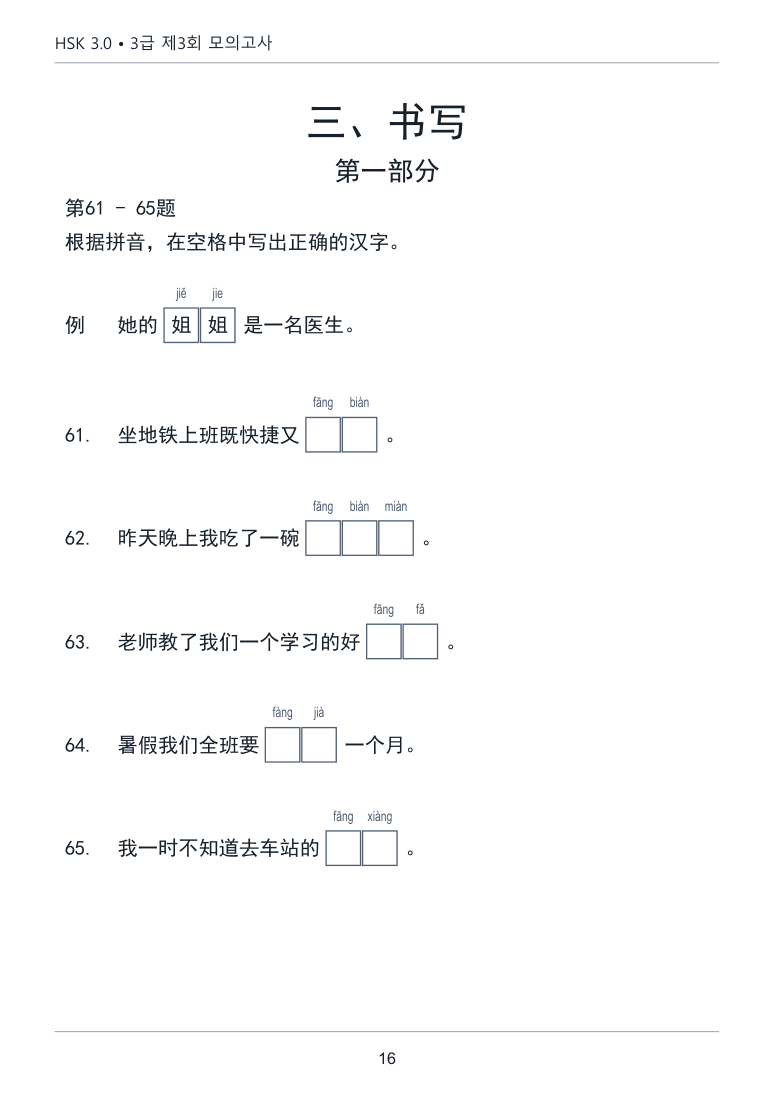 HSK 3.0 • 3급 제3회 모의고사
三、书写
第一部分
第61 – 65题
根据拼音，在空格中写出正确的汉字。
jiě jie
例 她的 姐 姐 是一名医生。
fāng biàn
61. 坐地铁上班既快捷又 。
fāng biàn miàn
62. 昨天晚上我吃了一碗 。
fāng fǎ
63. 老师教了我们一个学习的好 。
fàng jià
64. 暑假我们全班要 一个月。
fāng xiàng
65. 我一时不知道去车站的 。
16